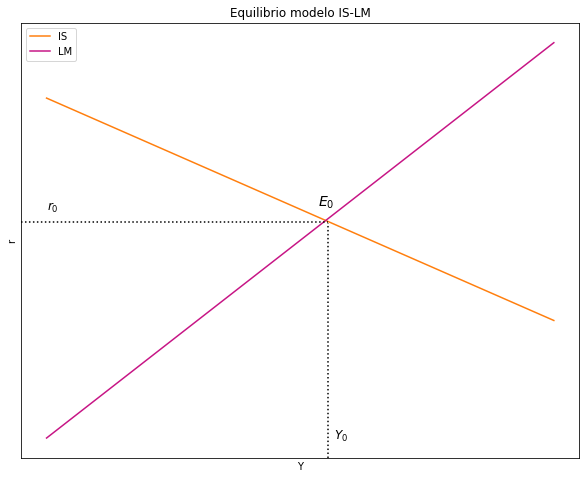 Equilibrio modelo IS-LM
IS
LM
E₀
r₀
r
Y₀
Y